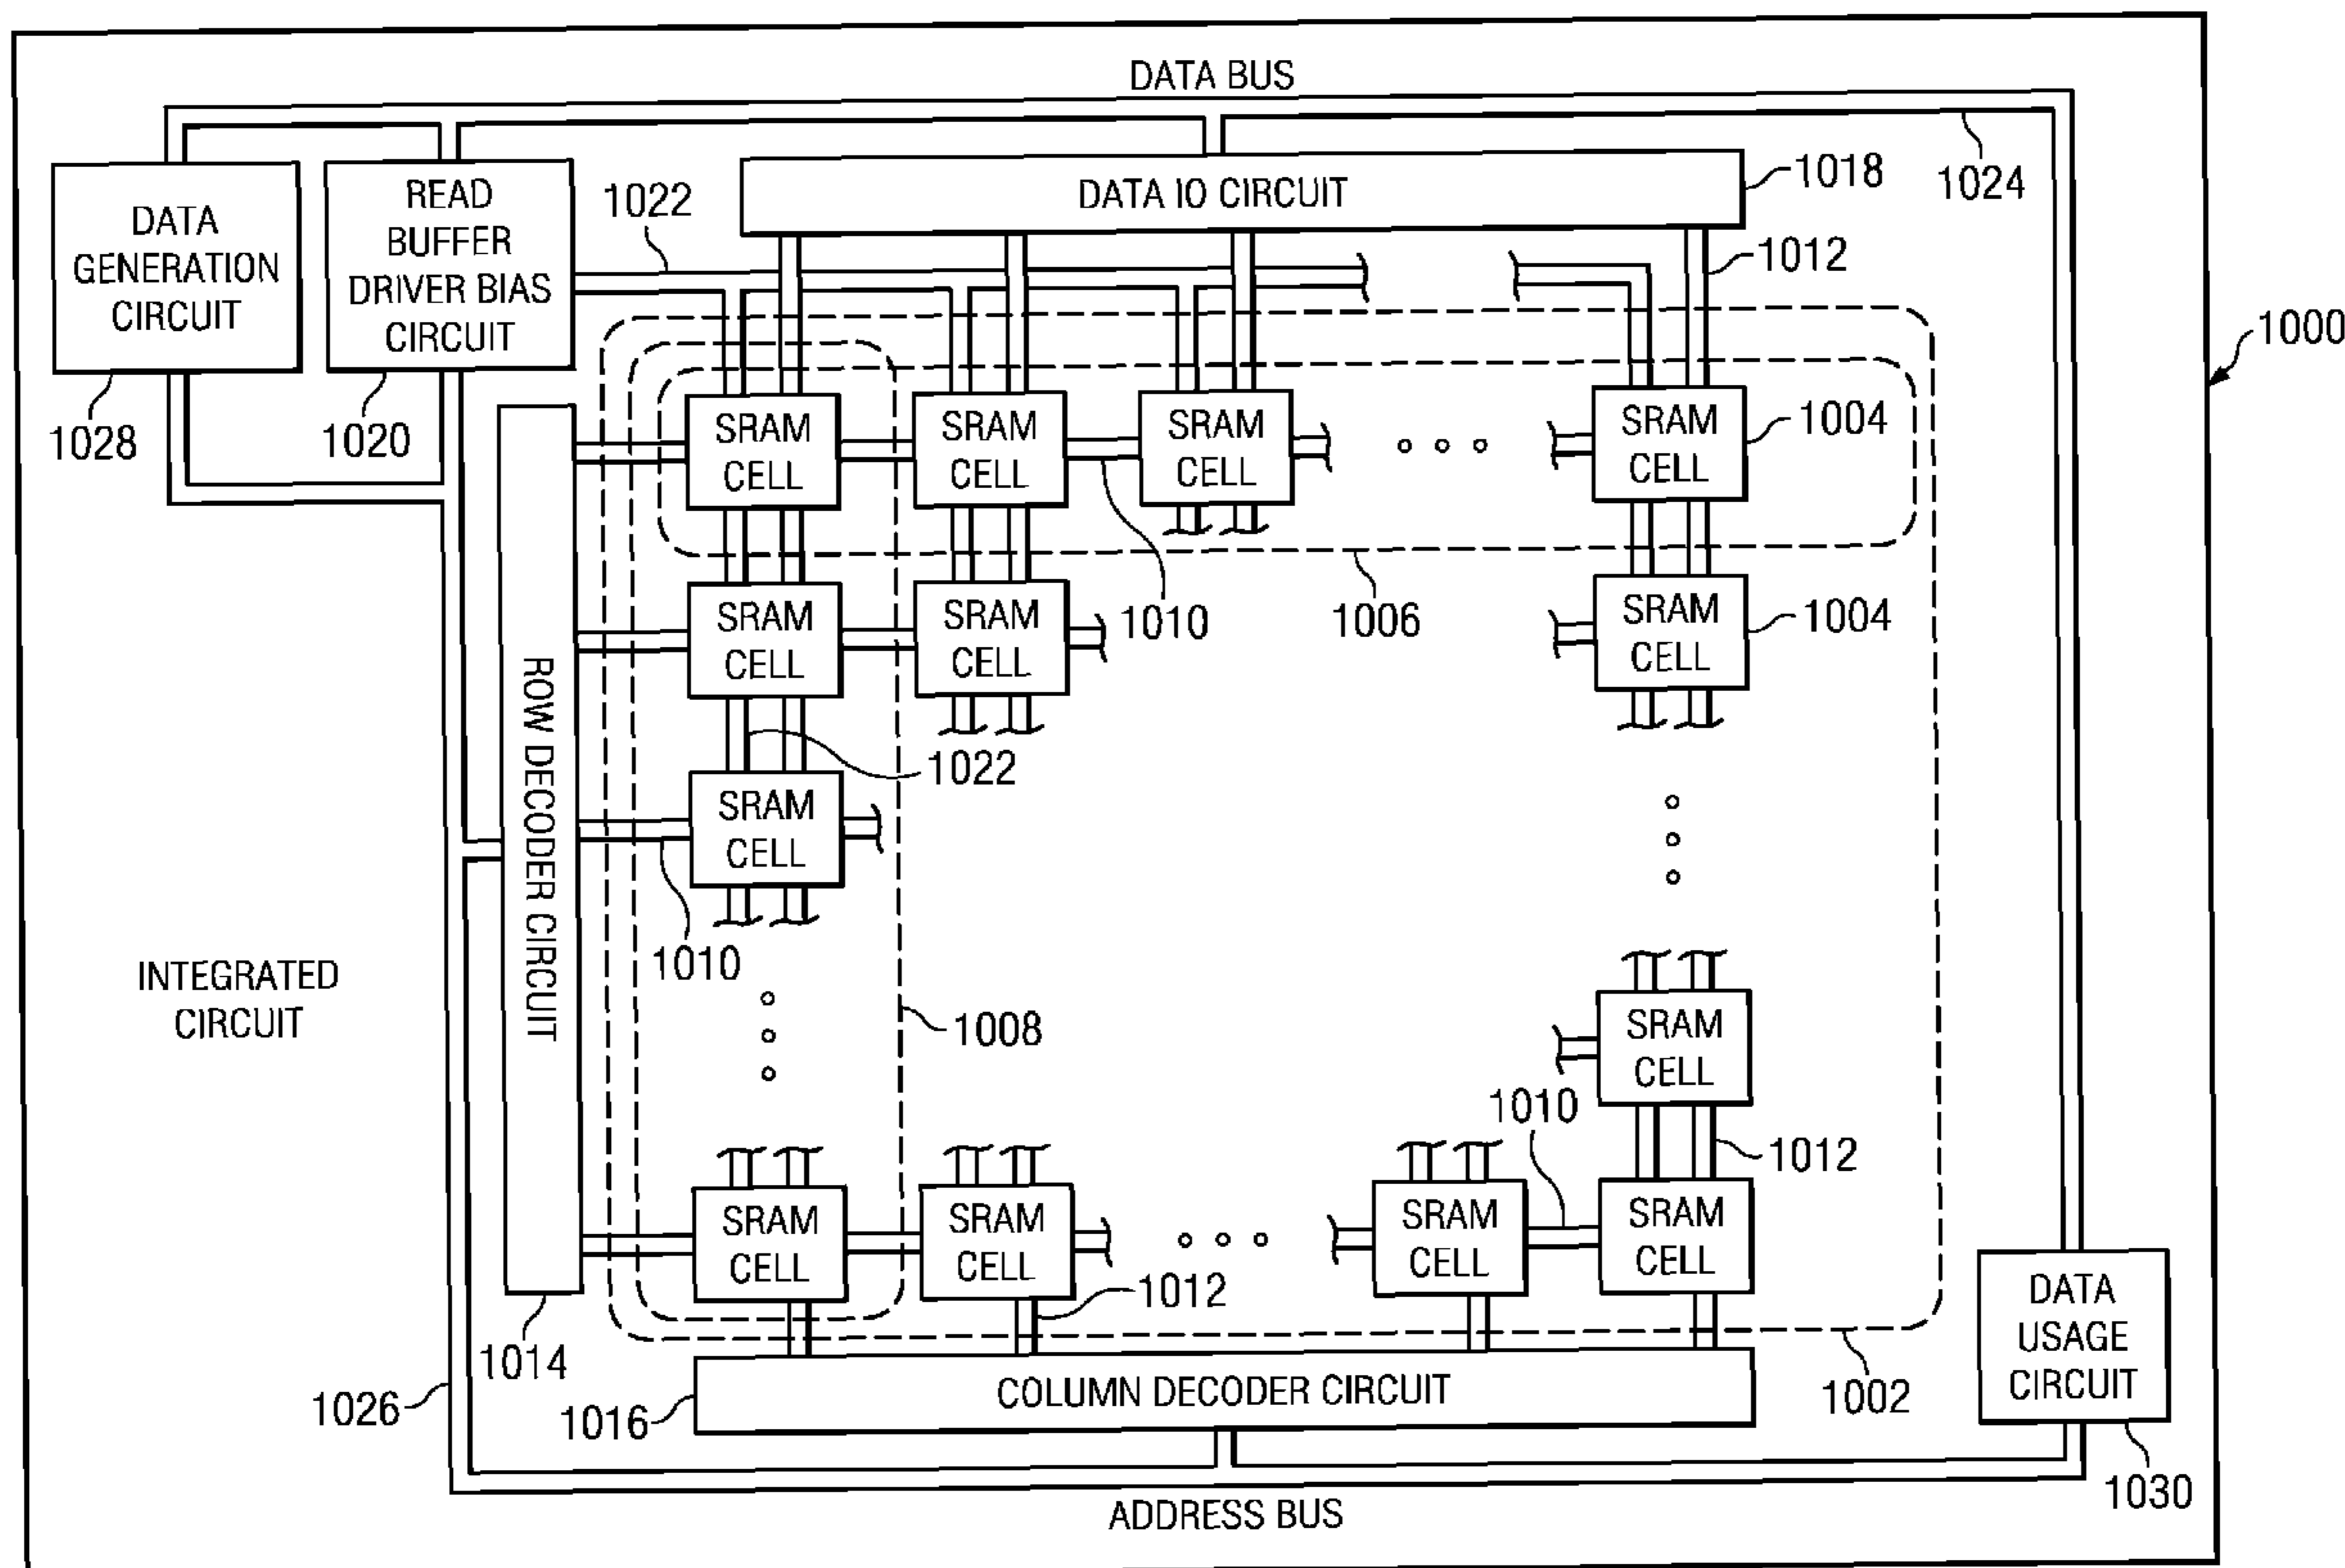 DATA BUS
DATA
GENERATION
CIRCUIT
READ
BUFFER
DRIVER BIAS
CIRCUIT
1022
DATA IO CIRCUIT
1018
1024
1012
1000
1028
1020
SRAM
CELL
SRAM
CELL
SRAM
CELL
SRAM
CELL
1004
1010
1006
SRAM
CELL
SRAM
CELL
SRAM
CELL
1004
ROW DECODER CIRCUIT
1022
SRAM
CELL
1010
INTEGRATED
CIRCUIT
1008
SRAM
CELL
1010
1012
SRAM
CELL
SRAM
CELL
SRAM
CELL
SRAM
CELL
1012
DATA
USAGE
CIRCUIT
1014
1026
1016
COLUMN DECODER CIRCUIT
1002
1030
ADDRESS BUS